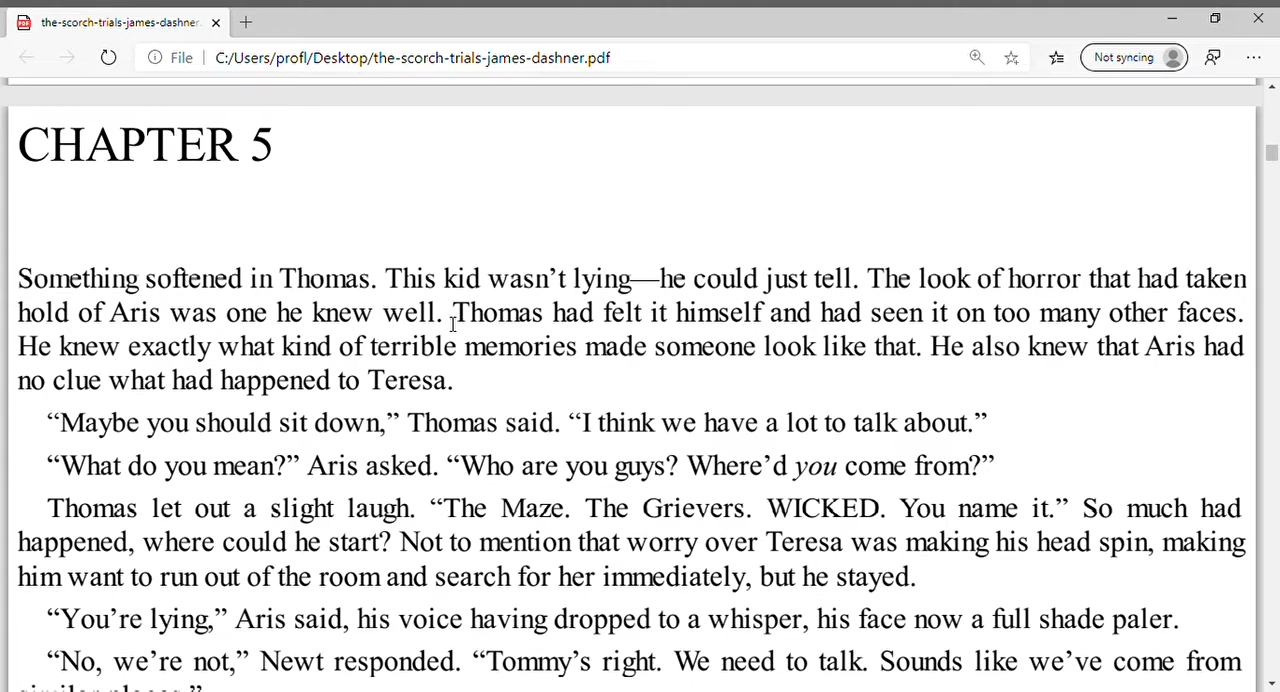 the-scorch-trials-james-dashner.
File
C:/Users/profl/Desktop/the-scorch-trials-james-dashner.pdf
Not syncing
CHAPTER 5
Something softened in Thomas. This kid wasn’t lying—he could just tell. The look of horror that had taken
hold of Aris was one he knew well. Thomas had felt it himself and had seen it on too many other faces.
He knew exactly what kind of terrible memories made someone look like that. He also knew that Aris had
no clue what had happened to Teresa.
“Maybe you should sit down,” Thomas said. “I think we have a lot to talk about.”
“What do you mean?” Aris asked. “Who are you guys? Where’d you come from?”
Thomas let out a slight laugh. “The Maze. The Grievers. WICKED. You name it.” So much had
happened, where could he start? Not to mention that worry over Teresa was making his head spin, making
him want to run out of the room and search for her immediately, but he stayed.
“You’re lying,” Aris said, his voice having dropped to a whisper, his face now a full shade paler.
“No, we’re not,” Newt responded. “Tommy’s right. We need to talk. Sounds like we’ve come from